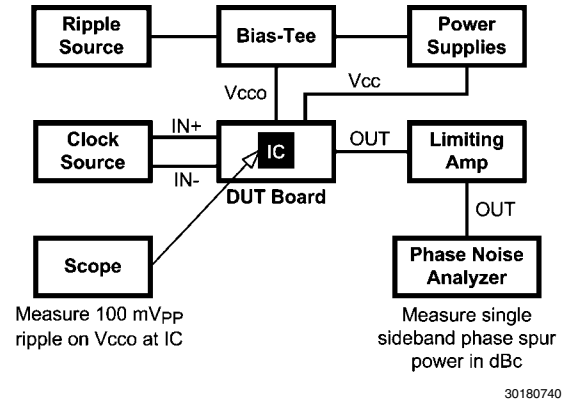 Ripple
Source
Bias-Tee
Power
Supplies
Vcco
Vcc
Clock
Source
IN+
IN-
IC
DUT Board
OUT
Limiting
Amp
OUT
Scope
Phase Noise
Analyzer
Measure 100 mVPP
ripple on Vcco at IC
Measure single
sideband phase spur
power in dBc
30180740